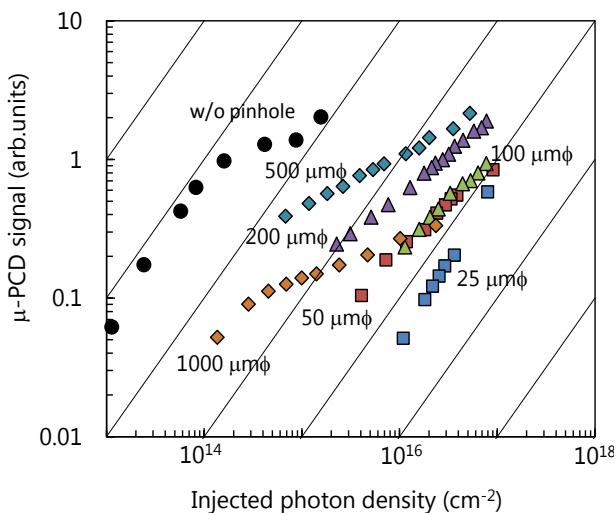 10
w/o pinhole
1
500 μmϕ
100 μmϕ
200 μmϕ
0.1
50 μmϕ
25 μmϕ
1000 μmϕ
0.01
10¹⁴
10¹⁶
10¹⁸
μ-PCD signal (arb.units)
Injected photon density (cm⁻²)